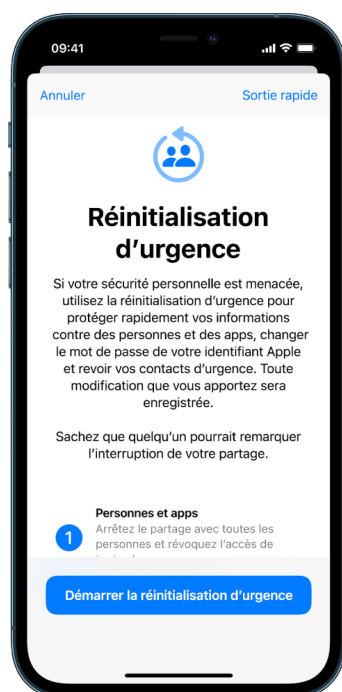 09:41
Annuler Sortie rapide
Réinitialisation
d’urgence
Si votre sécurité personnelle est menacée,
utilisez la réinitialisation d’urgence pour
protéger rapidement vos informations
contre des personnes et des apps, changer
le mot de passe de votre identifiant Apple
et revoir vos contacts d’urgence. Toute
modification que vous apportez sera
enregistrée.
Sachez que quelqu’un pourrait remarquer
l’interruption de votre partage.
Personnes et apps
1 Arrêtez le partage avec toutes les
personnes et révoquez l’accès de
Démarrer la réinitialisation d’urgence